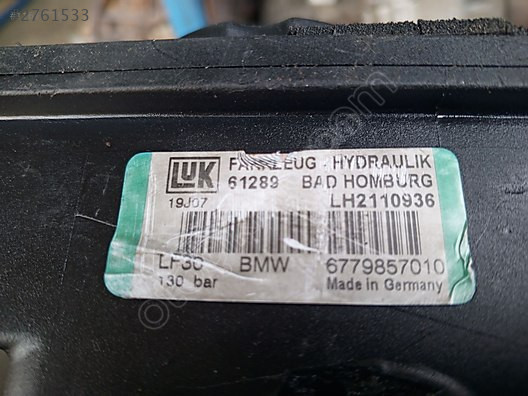 #2761533
LUK FAHRZEUG - HYDRAULIK
61289 BAD HOMBURG
19J07 LH2110936
LF30 BMW 6779857010
130 bar Made in Germany